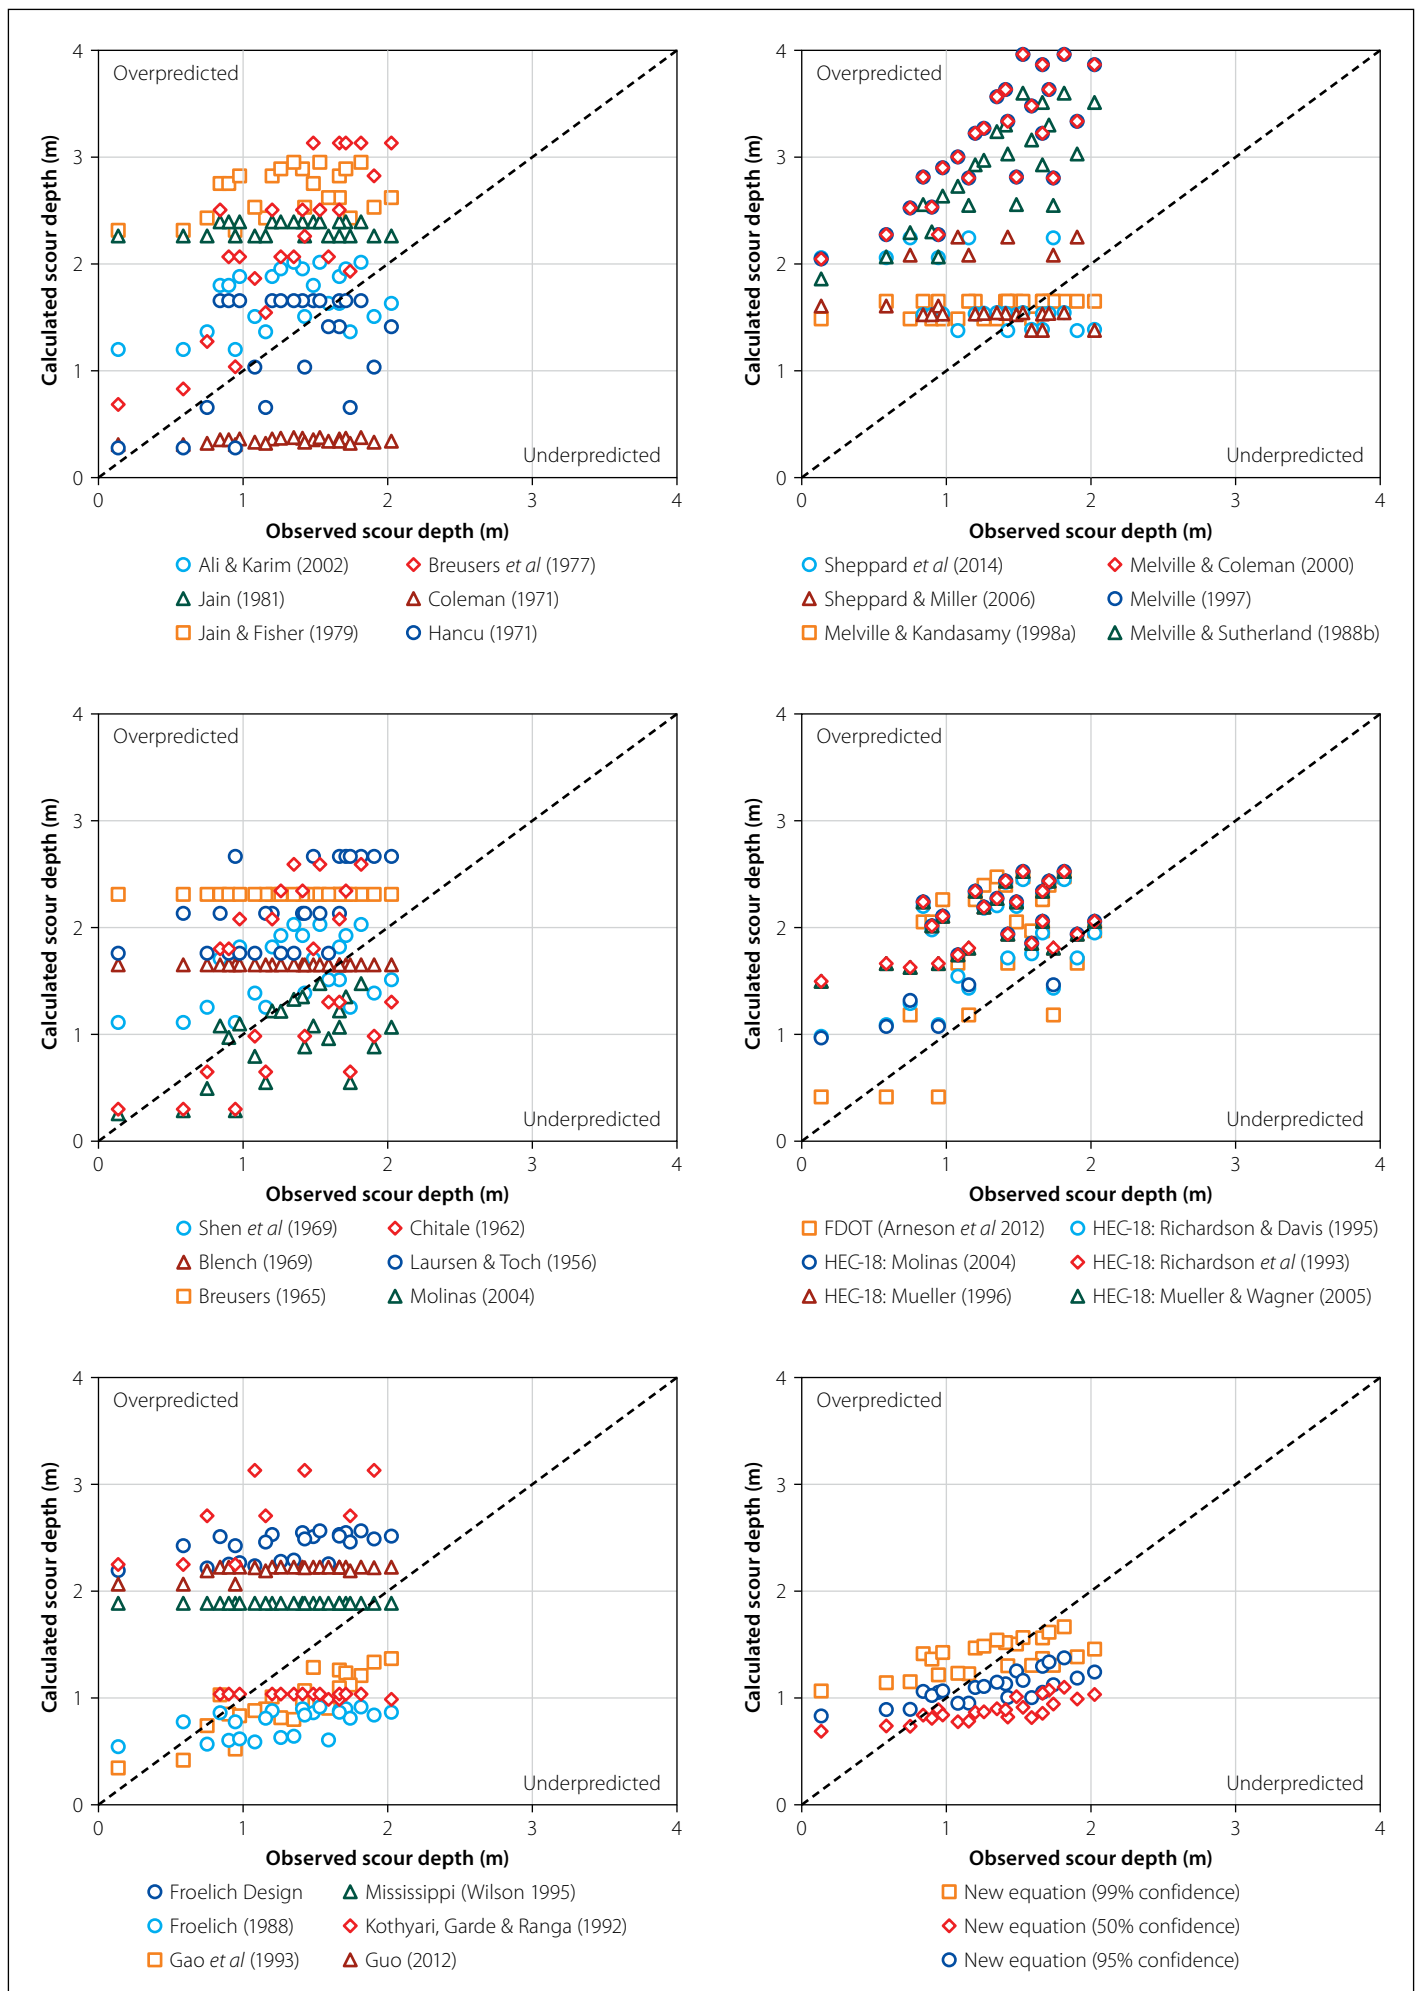 4
3
2
1
0
Calculated scour depth (m)
Overpredicted
Underpredicted
0 1 2 3 4
Observed scour depth (m)
Ali & Karim (2002) Breusers et al (1977)
Jain (1981) Coleman (1971)
Jain & Fisher (1979) Hancu (1971)
4
3
2
1
0
Calculated scour depth (m)
Overpredicted
Underpredicted
0 1 2 3 4
Observed scour depth (m)
Sheppard et al (2014) Melville & Coleman (2000)
Sheppard & Miller (2006) Melville (1997)
Melville & Kandasamy (1998a) Melville & Sutherland (1988b)
4
3
2
1
0
Calculated scour depth (m)
Overpredicted
Underpredicted
0 1 2 3 4
Observed scour depth (m)
Shen et al (1969) Chitale (1962)
Blench (1969) Laursen & Toch (1956)
Breusers (1965) Molinas (2004)
4
3
2
1
0
Calculated scour depth (m)
Overpredicted
Underpredicted
0 1 2 3 4
Observed scour depth (m)
FDOT (Arneson et al 2012) HEC-18: Richardson & Davis (1995)
HEC-18: Molinas (2004) HEC-18: Richardson et al (1993)
HEC-18: Mueller (1996) HEC-18: Mueller & Wagner (2005)
4
3
2
1
0
Calculated scour depth (m)
Overpredicted
Underpredicted
0 1 2 3 4
Observed scour depth (m)
Froelich Design Mississippi (Wilson 1995)
Froelich (1988) Kothyari, Garde & Ranga (1992)
Gao et al (1993) Guo (2012)
4
3
2
1
0
Calculated scour depth (m)
Overpredicted
Underpredicted
0 1 2 3 4
Observed scour depth (m)
New equation (99% confidence)
New equation (50% confidence)
New equation (95% confidence)